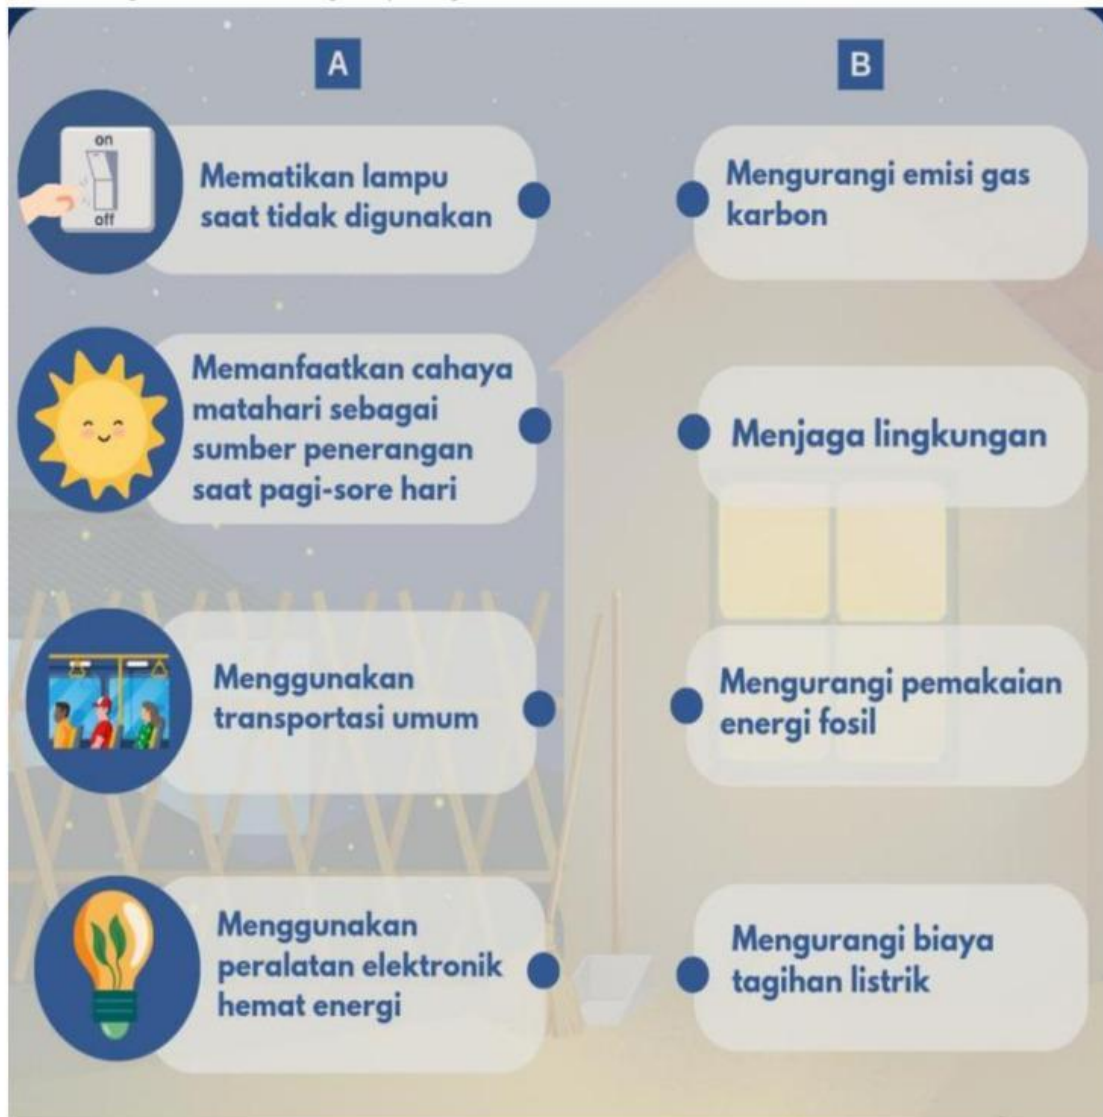 A
B
on
off
Mematikan lampu
saat tidak digunakan
Mengurangi emisi gas
karbon
Memanfaatkan cahaya
matahari sebagai
sumber penerangan
saat pagi-sore hari
Menjaga lingkungan
Menggunakan
transportasi umum
Mengurangi pemakaian
energi fosil
Menggunakan
peralatan elektronik
hemat energi
Mengurangi biaya
tagihan listrik